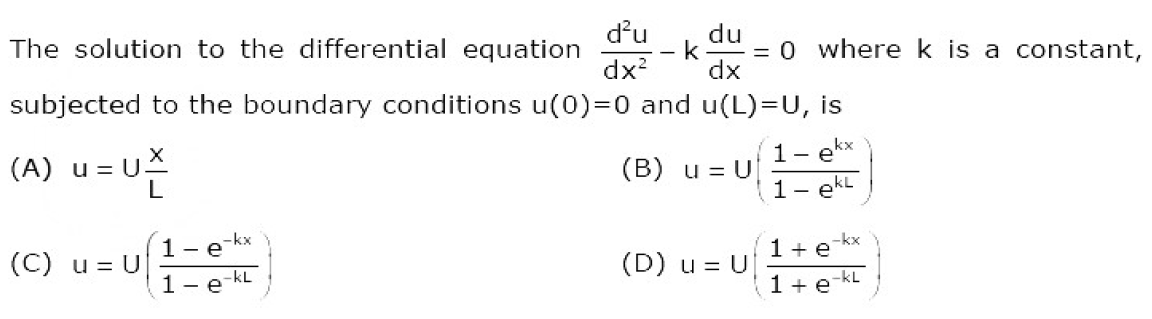 The solution to the differential equation d²u/dx² − k du/dx = 0 where k is a constant,
subjected to the boundary conditions u(0)=0 and u(L)=U, is
(A) u = U x/L (B) u = U((1 − e^kx)/(1 − e^kL))
(C) u = U((1 − e^-kx)/(1 − e^-kL)) (D) u = U((1 + e^-kx)/(1 + e^-kL))